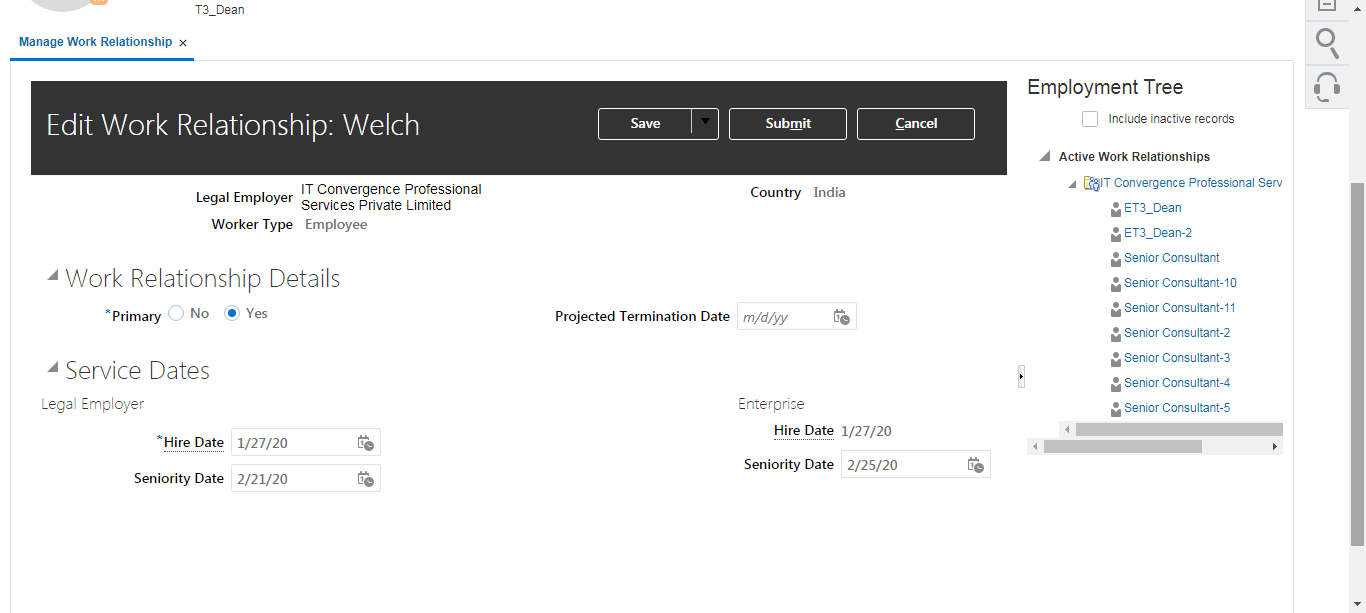 T3_Dean
Manage Work Relationship ×
Edit Work Relationship: Welch
Save
Submit
Cancel
Legal Employer IT Convergence Professional
Services Private Limited
Country India
Worker Type Employee
Work Relationship Details
*Primary No Yes
Projected Termination Date m/d/yy
Service Dates
Legal Employer
*Hire Date 1/27/20
Seniority Date 2/21/20
Enterprise
Hire Date 1/27/20
Seniority Date 2/25/20
Employment Tree
Include inactive records
Active Work Relationships
IT Convergence Professional Serv
ET3_Dean
ET3_Dean-2
Senior Consultant
Senior Consultant-10
Senior Consultant-11
Senior Consultant-2
Senior Consultant-3
Senior Consultant-4
Senior Consultant-5